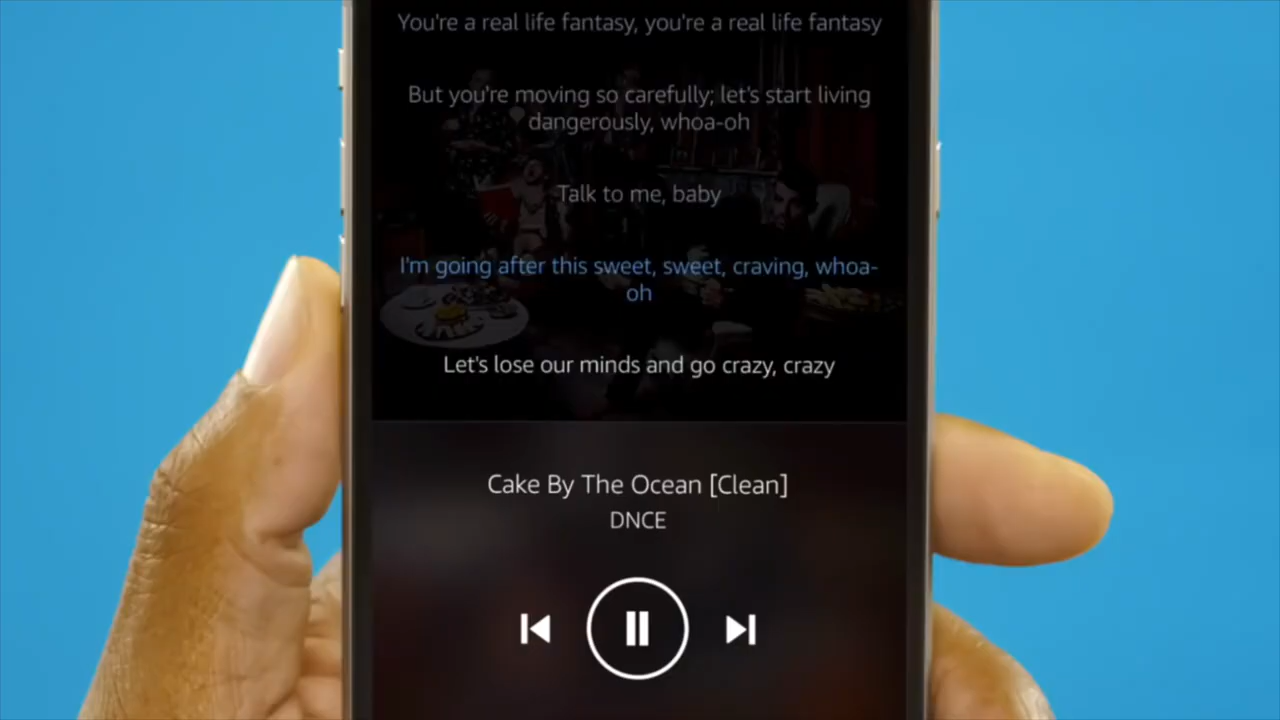 You're a real life fantasy, you're a real life fantasy
But you're moving so carefully; let's start living
dangerously, whoa-oh
Talk to me, baby
I'm going after this sweet, sweet, craving, whoa-
oh
Let's lose our minds and go crazy, crazy
Cake By The Ocean [Clean]
DNCE